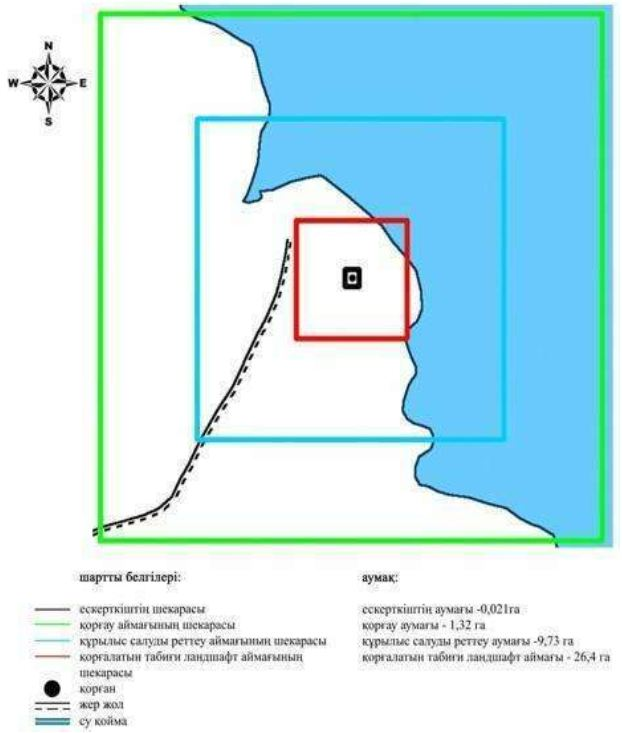 N
W E
S
шартты белгілері:
ескерткіштің шекарасы
қорғау аймағының шекарасы
құрылыс салуды реттеу аймағының шекарасы
қорғалатын табиғи ландшафт аймағының
шекарасы
қорған
жер жол
су қойма
аумақ:
ескерткіштің аумағы -0,021га
қорғау аумағы - 1,32 га
құрылыс салуды реттеу аумағы -9,73 га
қорғалатын табиғи ландшафт аймағы - 26,4 га